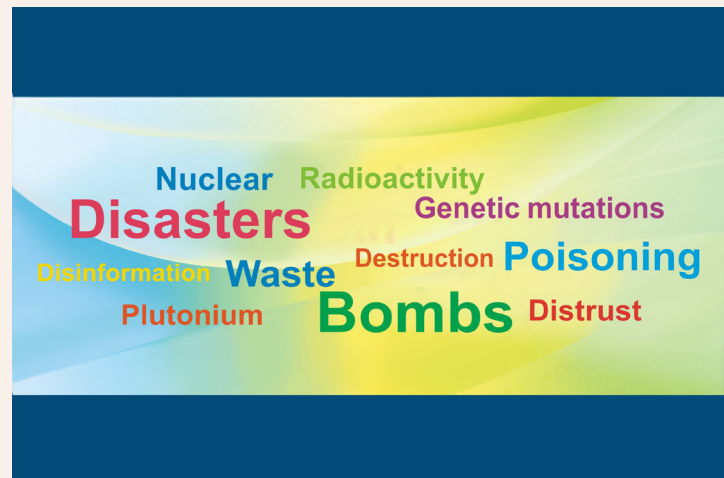 Nuclear Radioactivity
Disasters Genetic mutations
Disinformation Waste Destruction Poisoning
Plutonium Bombs Distrust